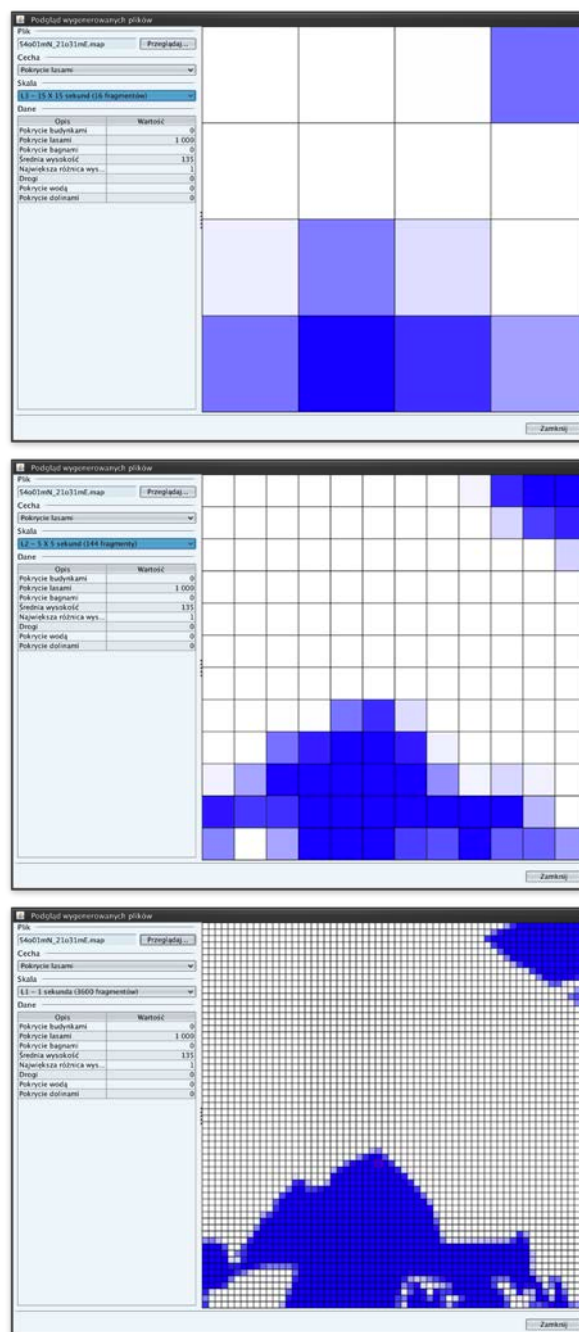 Podgląd wygenerowanych plików
Plik
54o01mN_21o31mE.map Przeglądaj...
Cecha
Pokrycie lasami
Skala
L3 - 15 X 15 sekund (16 fragmentów)
Dane
Opis Wartość
Pokrycie budynkami 0
Pokrycie lasami 1 000
Pokrycie bagnami 0
Średnia wysokość 135
Największa różnica wys... 1
Drogi 0
Pokrycie wodą 0
Pokrycie dolinami 0
Zamknij
Podgląd wygenerowanych plików
Plik
54o01mN_21o31mE.map Przeglądaj...
Cecha
Pokrycie lasami
Skala
L2 - 5 X 5 sekund (144 fragmenty)
Dane
Opis Wartość
Pokrycie budynkami 0
Pokrycie lasami 1 000
Pokrycie bagnami 0
Średnia wysokość 135
Największa różnica wys... 1
Drogi 0
Pokrycie wodą 0
Pokrycie dolinami 0
Zamknij
Podgląd wygenerowanych plików
Plik
54o01mN_21o31mE.map Przeglądaj...
Cecha
Pokrycie lasami
Skala
L1 - 1 sekunda (3600 fragmentów)
Dane
Opis Wartość
Pokrycie budynkami 0
Pokrycie lasami 1 000
Pokrycie bagnami 0
Średnia wysokość 135
Największa różnica wys... 1
Drogi 0
Pokrycie wodą 0
Pokrycie dolinami 0
Zamknij